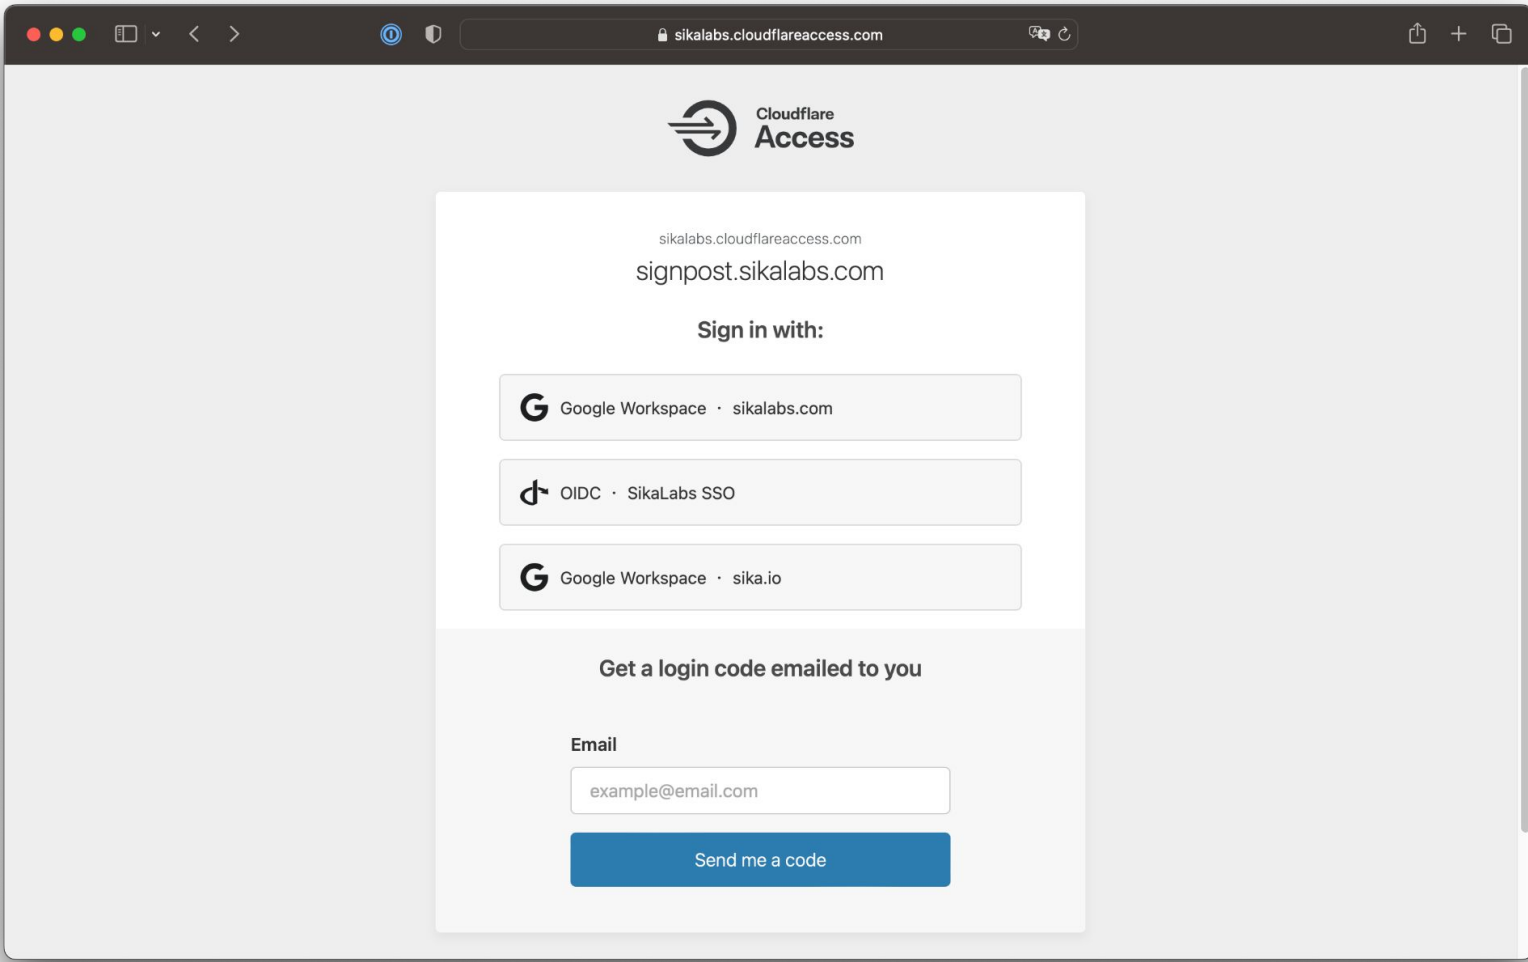 sikalabs.cloudflareaccess.com
Cloudflare
Access
sikalabs.cloudflareaccess.com
signpost.sikalabs.com
Sign in with:
Google Workspace · sikalabs.com
OIDC · SikaLabs SSO
Google Workspace · sika.io
Get a login code emailed to you
Email
example@email.com
Send me a code